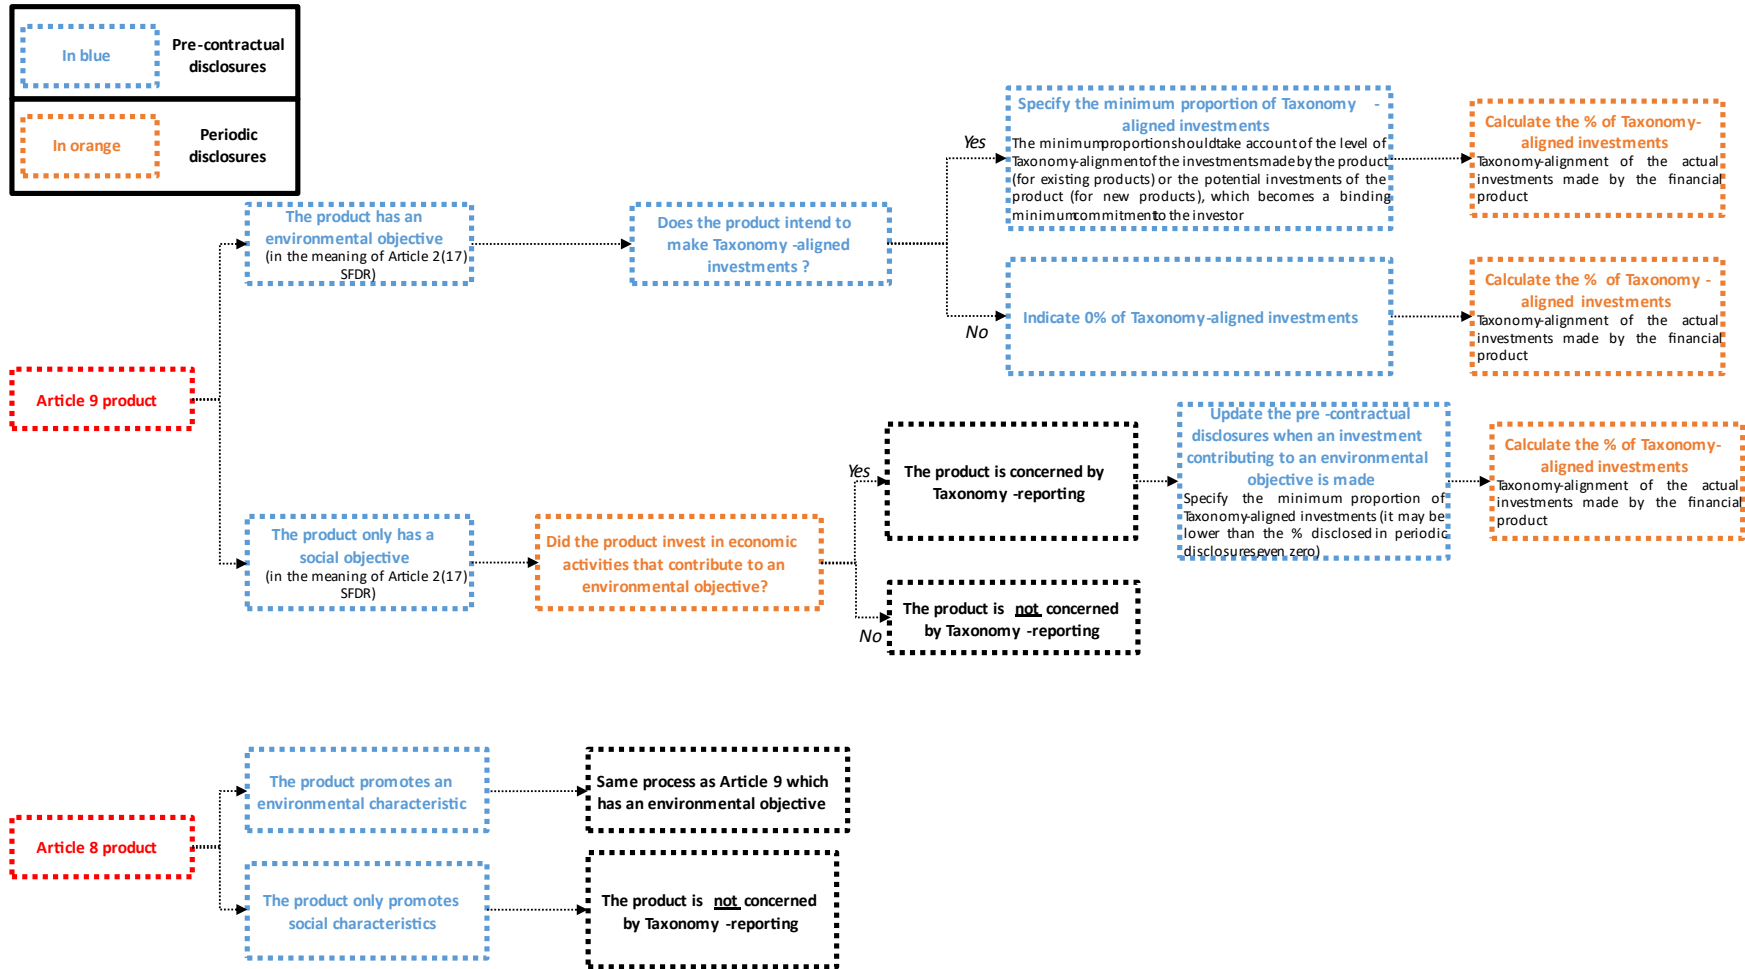 In blue
Pre-contractual
disclosures
In orange
Periodic
disclosures
Article 9 product
The product has an
environmental objective
(in the meaning of Article 2(17)
SFDR)
Does the product intend to
make Taxonomy -aligned
investments ?
Yes
No
Specify the minimum proportion of Taxonomy -
aligned investments
The minimum proportion should take account of the level of
Taxonomy-alignment of the investments made by the product
(for existing products) or the potential investments of the
product (for new products), which becomes a binding
minimum commitment to the investor
Calculate the % of Taxonomy-
aligned investments
Taxonomy-alignment of the actual
investments made by the financial
product
Indicate 0% of Taxonomy-aligned investments
Calculate the % of Taxonomy -
aligned investments
Taxonomy-alignment of the actual
investments made by the financial
product
The product only has a
social objective
(in the meaning of Article 2(17)
SFDR)
Did the product invest in economic
activities that contribute to an
environmental objective?
Yes
No
The product is concerned by
Taxonomy -reporting
Update the pre -contractual
disclosures when an investment
contributing to an environmental
objective is made
Specify the minimum proportion of
Taxonomy-aligned investments (it may be
lower than the % disclosed in periodic
disclosures even zero)
Calculate the % of Taxonomy-
aligned investments
Taxonomy-alignment of the actual
investments made by the financial
product
The product is not concerned
by Taxonomy -reporting
Article 8 product
The product promotes an
environmental characteristic
Same process as Article 9 which
has an environmental objective
The product only promotes
social characteristics
The product is not concerned
by Taxonomy -reporting